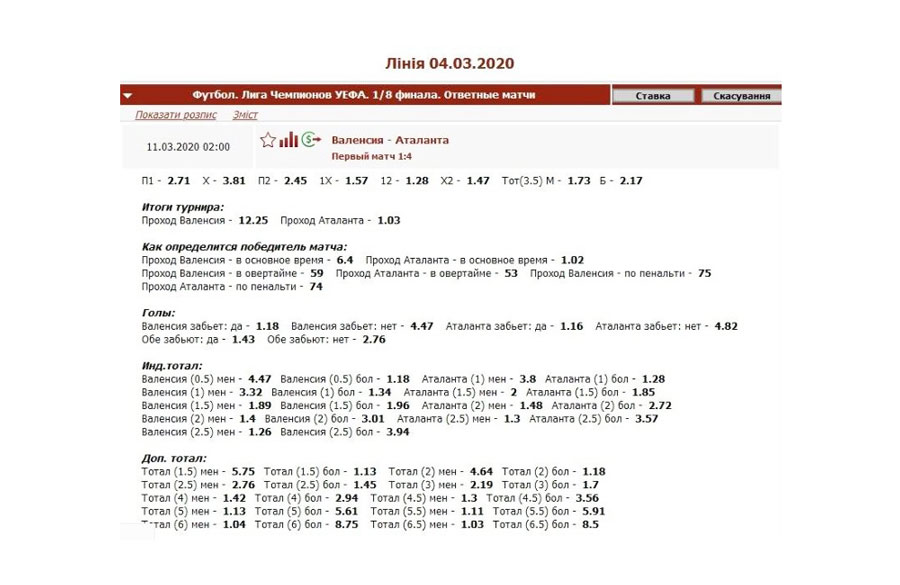 Лінія 04.03.2020
Футбол. Лига Чемпионов УЕФА. 1/8 финала. Ответные матчи Ставка Скасування
Показати розпис Зміст
11.03.2020 02:00 Валенсия - Аталанта
Первый матч 1:4
П1 - 2.71 Х - 3.81 П2 - 2.45 1Х - 1.57 12 - 1.28 Х2 - 1.47 Тот(3.5) М - 1.73 Б - 2.17
Итоги турнира:
Проход Валенсия - 12.25 Проход Аталанта - 1.03
Как определится победитель матча:
Проход Валенсия - в основное время - 6.4 Проход Аталанта - в основное время - 1.02
Проход Валенсия - в овертайме - 59 Проход Аталанта - в овертайме - 53 Проход Валенсия - по пенальти - 75
Проход Аталанта - по пенальти - 74
Голы:
Валенсия забьет: да - 1.18 Валенсия забьет: нет - 4.47 Аталанта забьет: да - 1.16 Аталанта забьет: нет - 4.82
Обе забьют: да - 1.43 Обе забьют: нет - 2.76
Инд.тотал:
Валенсия (0.5) мен - 4.47 Валенсия (0.5) бол - 1.18 Аталанта (1) мен - 3.8 Аталанта (1) бол - 1.28
Валенсия (1) мен - 3.32 Валенсия (1) бол - 1.34 Аталанта (1.5) мен - 2 Аталанта (1.5) бол - 1.85
Валенсия (1.5) мен - 1.89 Валенсия (1.5) бол - 1.96 Аталанта (2) мен - 1.48 Аталанта (2) бол - 2.72
Валенсия (2) мен - 1.4 Валенсия (2) бол - 3.01 Аталанта (2.5) мен - 1.3 Аталанта (2.5) бол - 3.57
Валенсия (2.5) мен - 1.26 Валенсия (2.5) бол - 3.94
Доп. тотал:
Тотал (1.5) мен - 5.75 Тотал (1.5) бол - 1.13 Тотал (2) мен - 4.64 Тотал (2) бол - 1.18
Тотал (2.5) мен - 2.76 Тотал (2.5) бол - 1.45 Тотал (3) мен - 2.19 Тотал (3) бол - 1.7
Тотал (4) мен - 1.42 Тотал (4) бол - 2.94 Тотал (4.5) мен - 1.3 Тотал (4.5) бол - 3.56
Тотал (5) мен - 1.13 Тотал (5) бол - 5.61 Тотал (5.5) мен - 1.11 Тотал (5.5) бол - 5.91
Тотал (6) мен - 1.04 Тотал (6) бол - 8.75 Тотал (6.5) мен - 1.03 Тотал (6.5) бол - 8.5